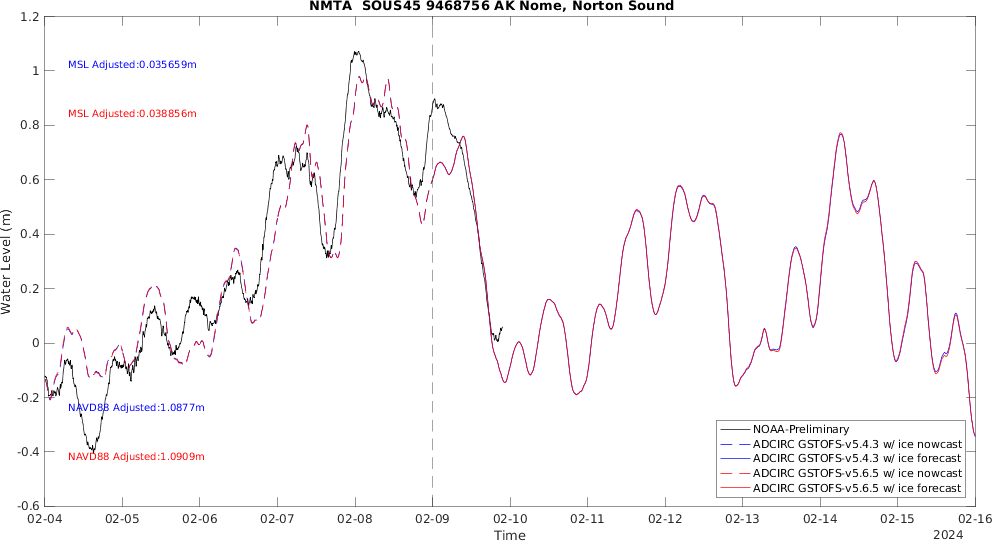 NMTA SOUS45 9468756 AK Nome, Norton Sound
1.2
1
0.8
0.6
0.4
0.2
0
-0.2
-0.4
-0.6
Water Level (m)
MSL Adjusted:0.035659m
MSL Adjusted:0.038856m
NAVD88 Adjusted:1.0877m
NAVD88 Adjusted:1.0909m
NOAA-Preliminary
ADCIRC GSTOFS-v5.4.3 w/ ice nowcast
ADCIRC GSTOFS-v5.4.3 w/ ice forecast
ADCIRC GSTOFS-v5.6.5 w/ ice nowcast
ADCIRC GSTOFS-v5.6.5 w/ ice forecast
02-04 02-05 02-06 02-07 02-08 02-09 02-10 02-11 02-12 02-13 02-14 02-15 02-16
Time
2024